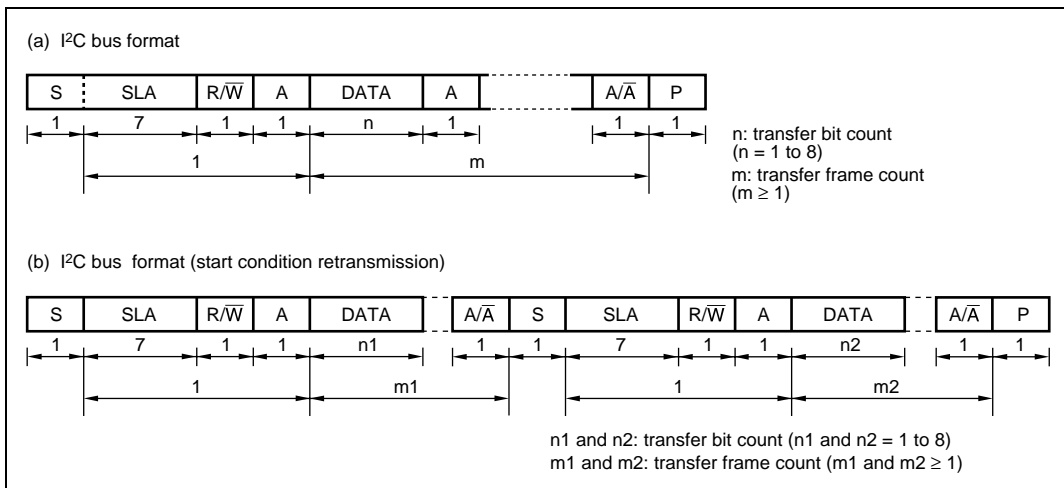 (a) I²C bus format
S SLA R/W̅ A DATA A A/A̅ P
1 7 1 1 n 1 1 1
1 m
n: transfer bit count
(n = 1 to 8)
m: transfer frame count
(m ≥ 1)
(b) I²C bus format (start condition retransmission)
S SLA R/W̅ A DATA A/A̅ S SLA R/W̅ A DATA A/A̅ P
1 7 1 1 n1 1 1 7 1 1 n2 1 1
1 m1 1 m2
n1 and n2: transfer bit count (n1 and n2 = 1 to 8)
m1 and m2: transfer frame count (m1 and m2 ≥ 1)